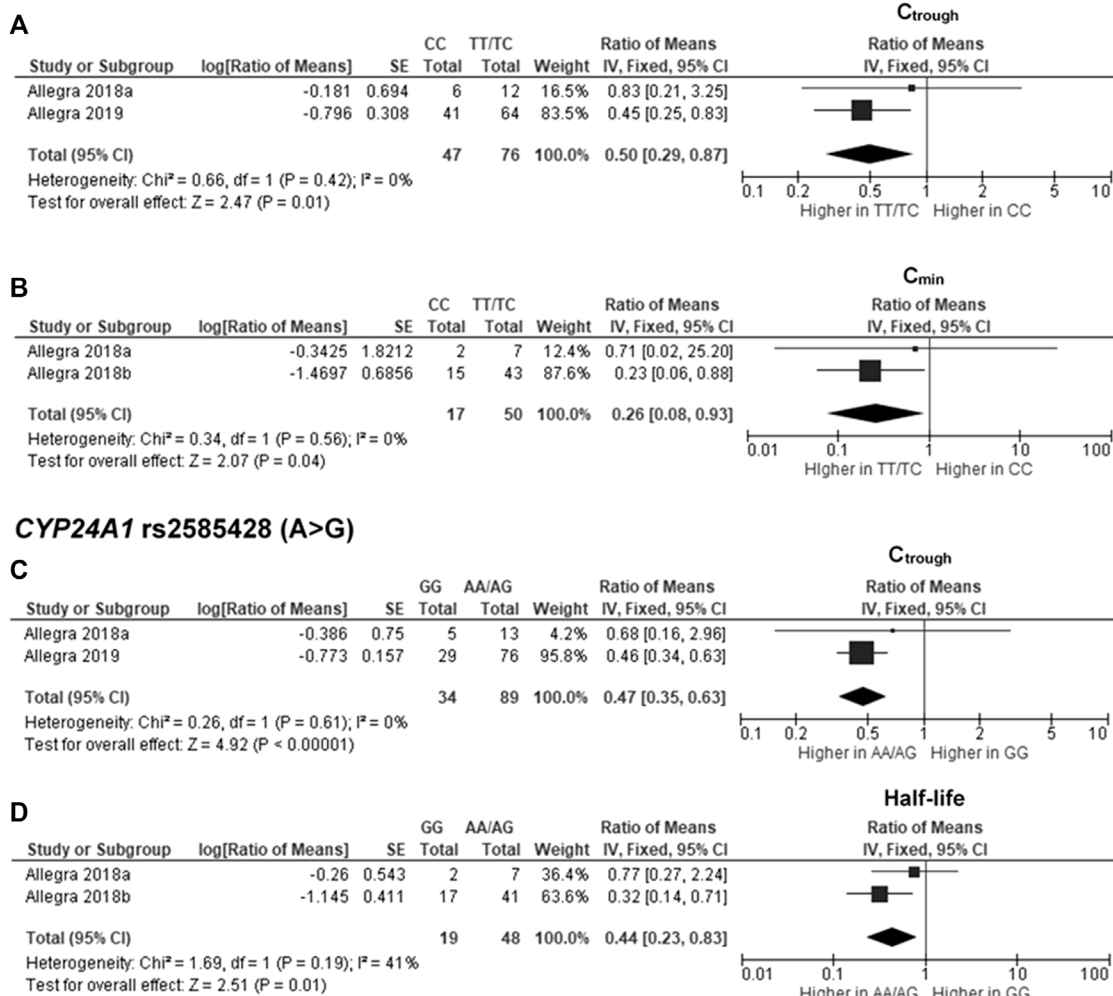 A
C trough
CC TT/TC Ratio of Means Ratio of Means
Study or Subgroup log[Ratio of Means] SE Total Total Weight IV, Fixed, 95% CI IV, Fixed, 95% CI
Allegra 2018a -0.181 0.694 6 12 16.5% 0.83 [0.21, 3.25]
Allegra 2019 -0.796 0.308 41 64 83.5% 0.45 [0.25, 0.83]
Total (95% CI) 47 76 100.0% 0.50 [0.29, 0.87]
Heterogeneity: Chi² = 0.66, df = 1 (P = 0.42); I² = 0%
Test for overall effect: Z = 2.47 (P = 0.01)
0.1 0.2 0.5 1 2 5 10
Higher in TT/TC Higher in CC
B
Cmin
CC TT/TC Ratio of Means Ratio of Means
Study or Subgroup log[Ratio of Means] SE Total Total Weight IV, Fixed, 95% CI IV, Fixed, 95% CI
Allegra 2018a -0.3425 1.8212 2 7 12.4% 0.71 [0.02, 25.20]
Allegra 2018b -1.4697 0.6856 15 43 87.6% 0.23 [0.06, 0.88]
Total (95% CI) 17 50 100.0% 0.26 [0.08, 0.93]
Heterogeneity: Chi² = 0.34, df = 1 (P = 0.56); I² = 0%
Test for overall effect: Z = 2.07 (P = 0.04)
0.01 0.1 1 10 100
HIgher in TT/TC Higher in CC
CYP24A1 rs2585428 (A>G)
C
Ctrough
GG AA/AG Ratio of Means Ratio of Means
Study or Subgroup log[Ratio of Means] SE Total Total Weight IV, Fixed, 95% CI IV, Fixed, 95% CI
Allegra 2018a -0.386 0.75 5 13 4.2% 0.68 [0.16, 2.96]
Allegra 2019 -0.773 0.157 29 76 95.8% 0.46 [0.34, 0.63]
Total (95% CI) 34 89 100.0% 0.47 [0.35, 0.63]
Heterogeneity: Chi² = 0.26, df = 1 (P = 0.61); I² = 0%
Test for overall effect: Z = 4.92 (P < 0.00001)
0.1 0.2 0.5 1 2 5 10
Higher in AA/AG Higher in GG
D
Half-life
GG AA/AG Ratio of Means Ratio of Means
Study or Subgroup log[Ratio of Means] SE Total Total Weight IV, Fixed, 95% CI IV, Fixed, 95% CI
Allegra 2018a -0.26 0.543 2 7 36.4% 0.77 [0.27, 2.24]
Allegra 2018b -1.145 0.411 17 41 63.6% 0.32 [0.14, 0.71]
Total (95% CI) 19 48 100.0% 0.44 [0.23, 0.83]
Heterogeneity: Chi² = 1.69, df = 1 (P = 0.19); I² = 41%
Test for overall effect: Z = 2.51 (P = 0.01)
0.01 0.1 1 10 100
Higher in AA/AG Higher in GG